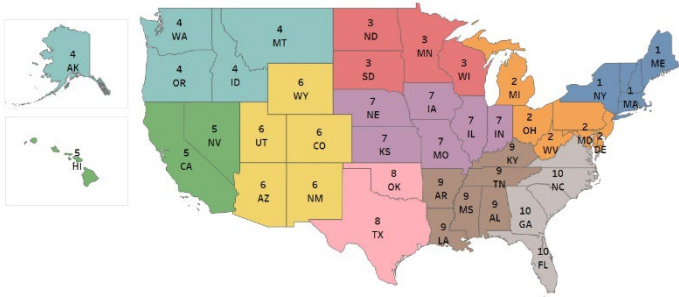 4
AK
5
HI
4
WA
4
OR
4
ID
4
MT
6
WY
5
NV
5
CA
6
UT
6
CO
6
AZ
6
NM
3
ND
3
SD
3
MN
3
WI
7
NE
7
KS
7
IA
7
MO
7
IL
7
IN
8
OK
8
TX
9
AR
9
LA
9
MS
9
AL
9
TN
9
KY
2
MI
2
OH
2
WV
2
MD
2
DE
1
NY
1
MA
1
ME
10
NC
10
GA
10
FL